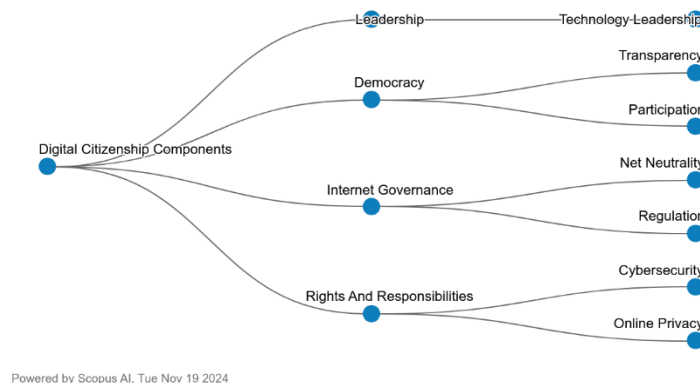 Leadership
Technology Leadership
Transparency
Democracy
Participation
Digital Citizenship Components
Net Neutrality
Internet Governance
Regulation
Cybersecurity
Rights And Responsibilities
Online Privacy
Powered by Scopus AI. Tue Nov 19 2024